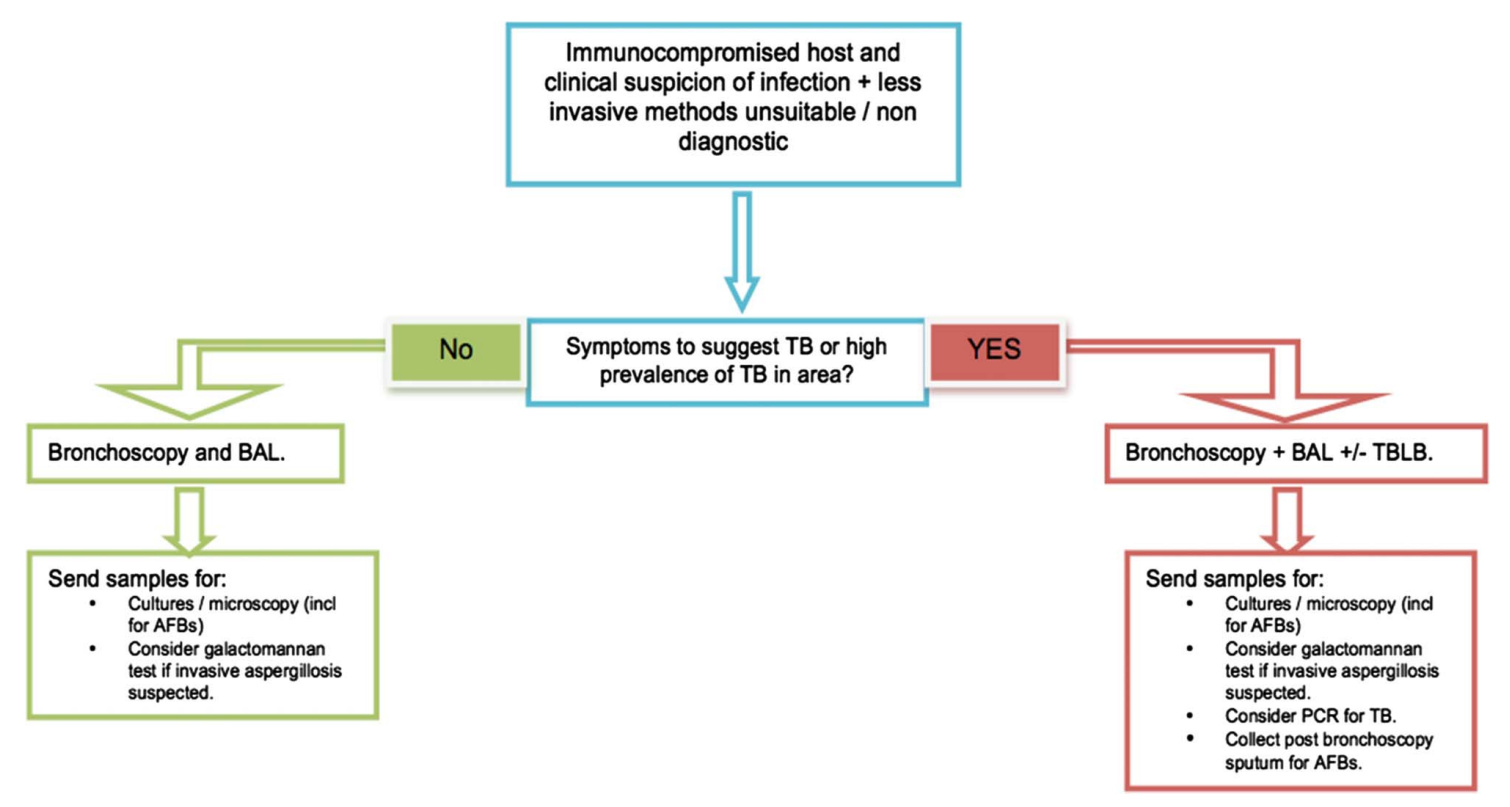 Immunocompromised host and
clinical suspicion of infection + less
invasive methods unsuitable / non
diagnostic
No
Symptoms to suggest TB or high
prevalence of TB in area?
YES
Bronchoscopy and BAL.
Bronchoscopy + BAL +/- TBLB.
Send samples for:
• Cultures / microscopy (incl
for AFBs)
• Consider galactomannan
test if invasive aspergillosis
suspected.
Send samples for:
• Cultures / microscopy (incl
for AFBs)
• Consider galactomannan
test if invasive aspergillosis
suspected.
• Consider PCR for TB.
• Collect post bronchoscopy
sputum for AFBs.